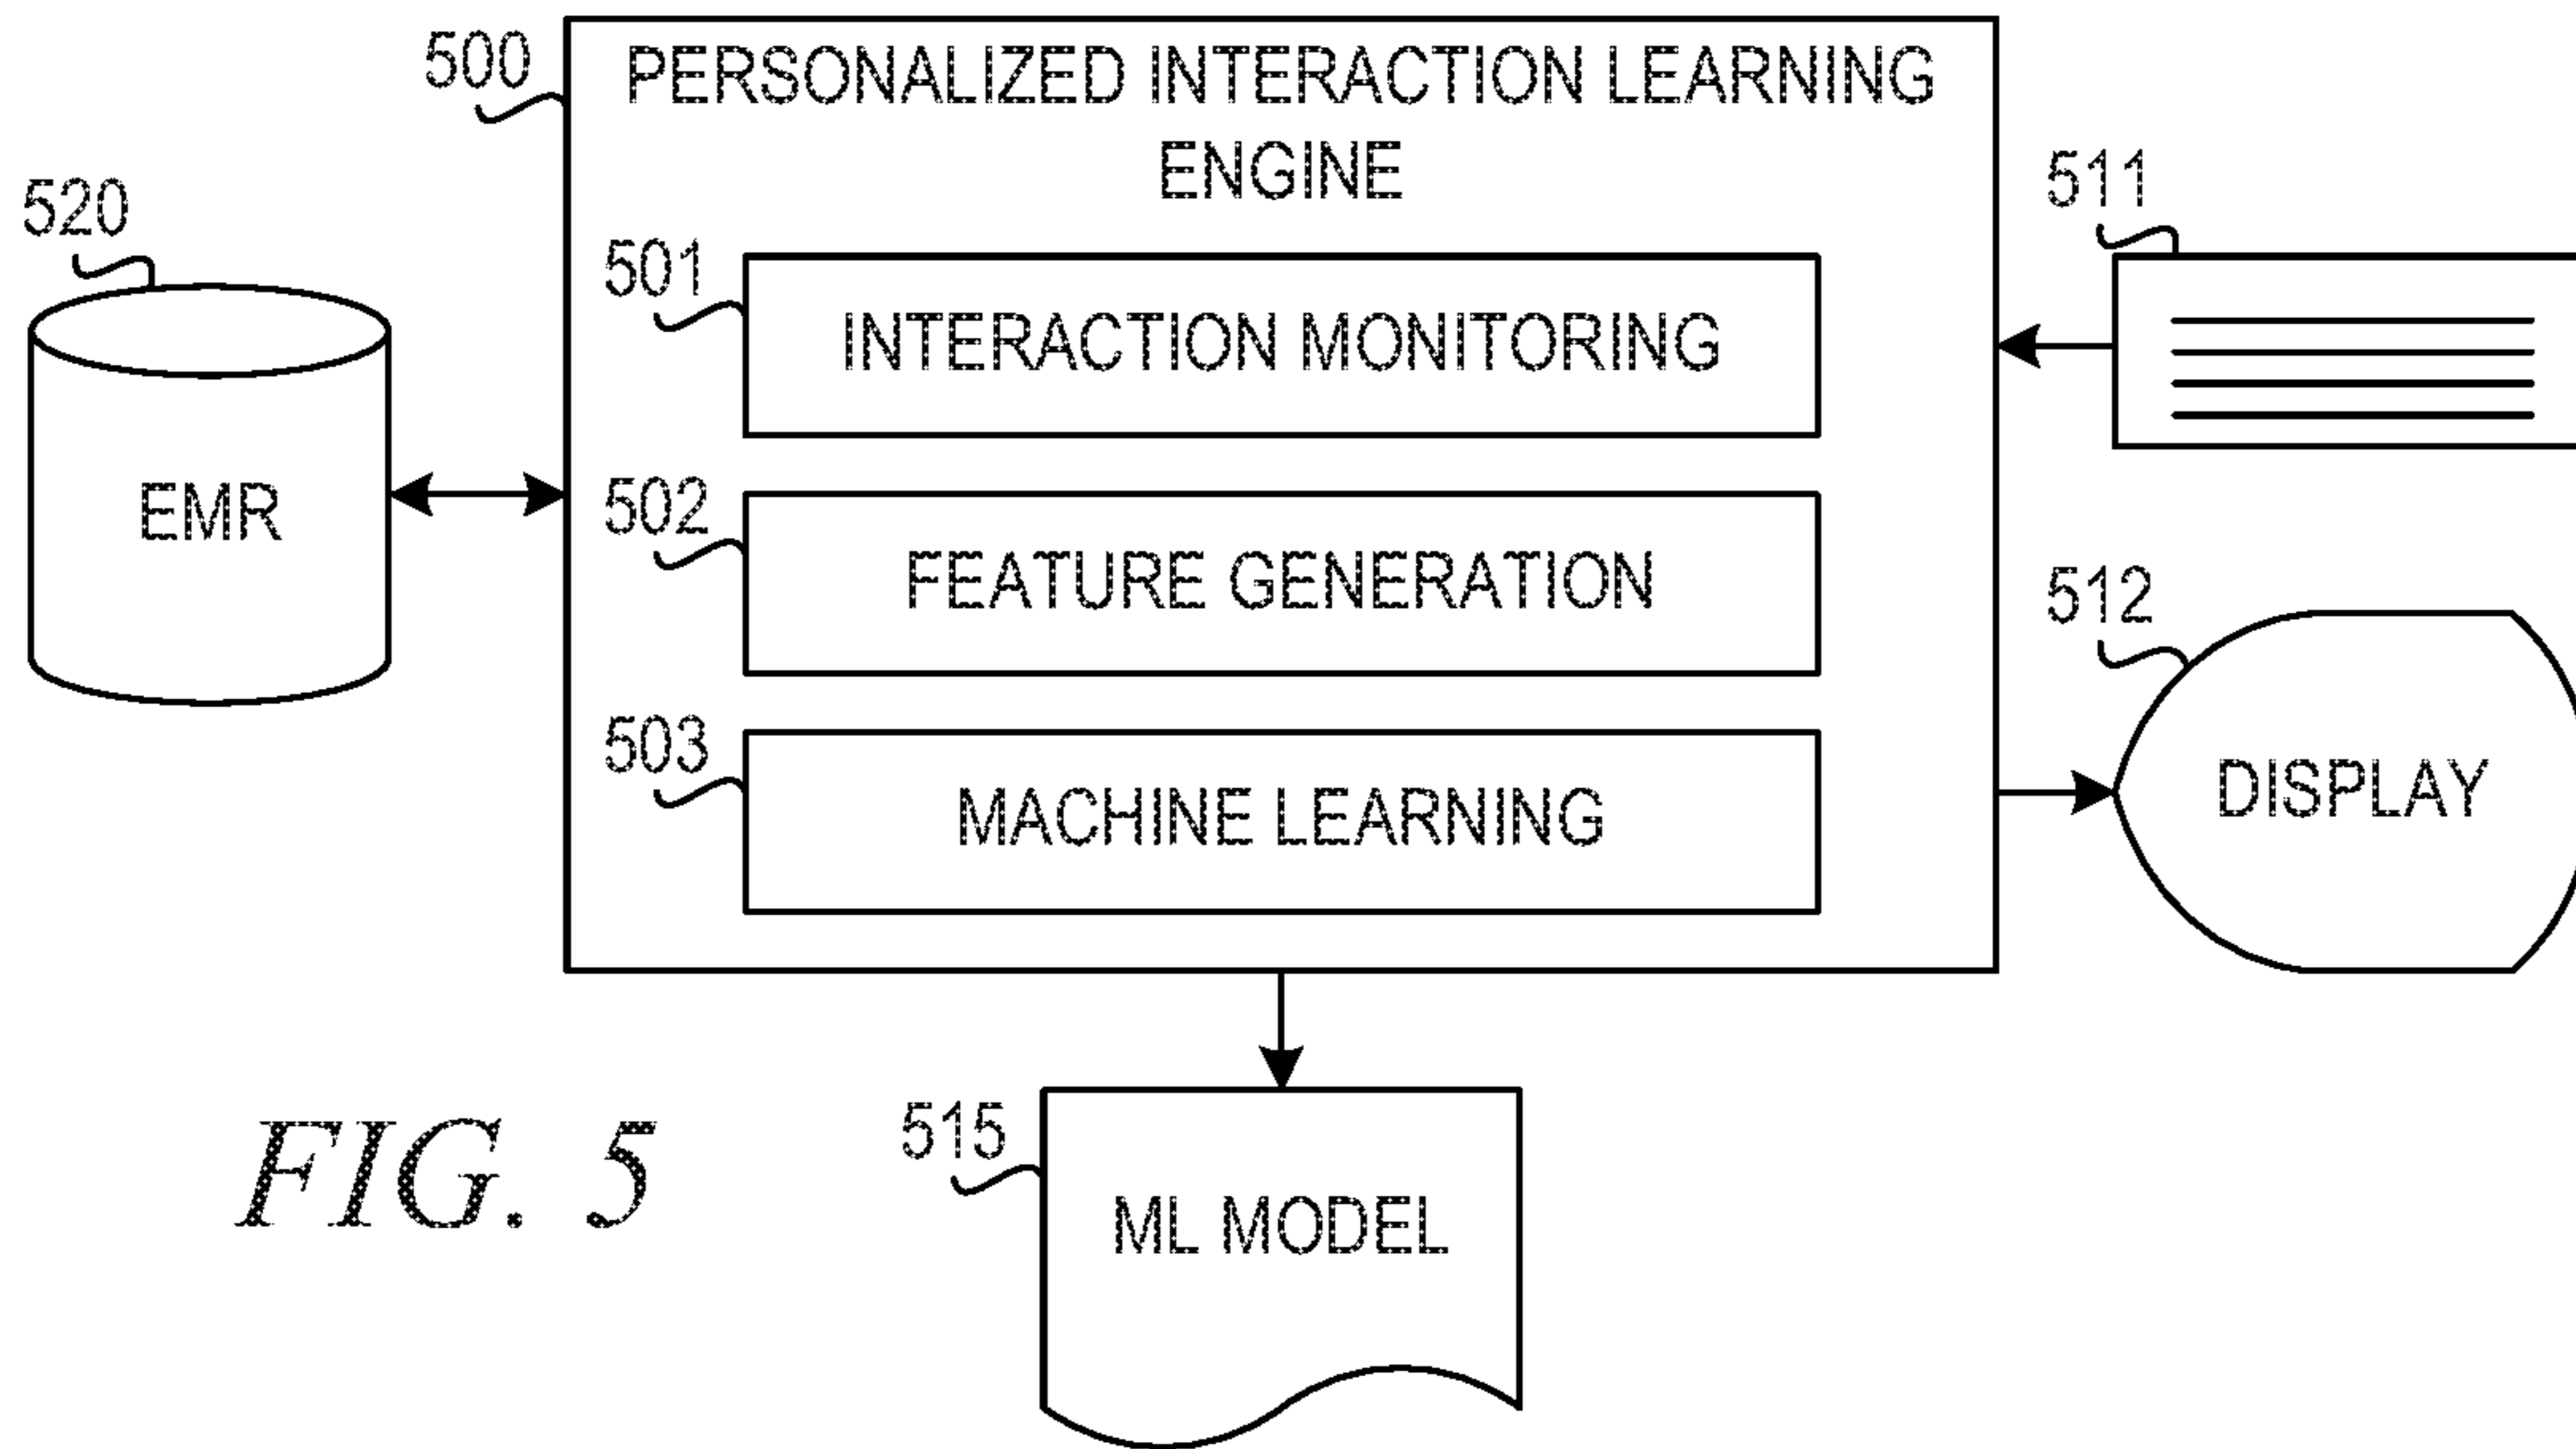 500
PERSONALIZED INTERACTION LEARNING
ENGINE
520
EMR
501
INTERACTION MONITORING
502
FEATURE GENERATION
503
MACHINE LEARNING
511
512
DISPLAY
515
ML MODEL
FIG. 5